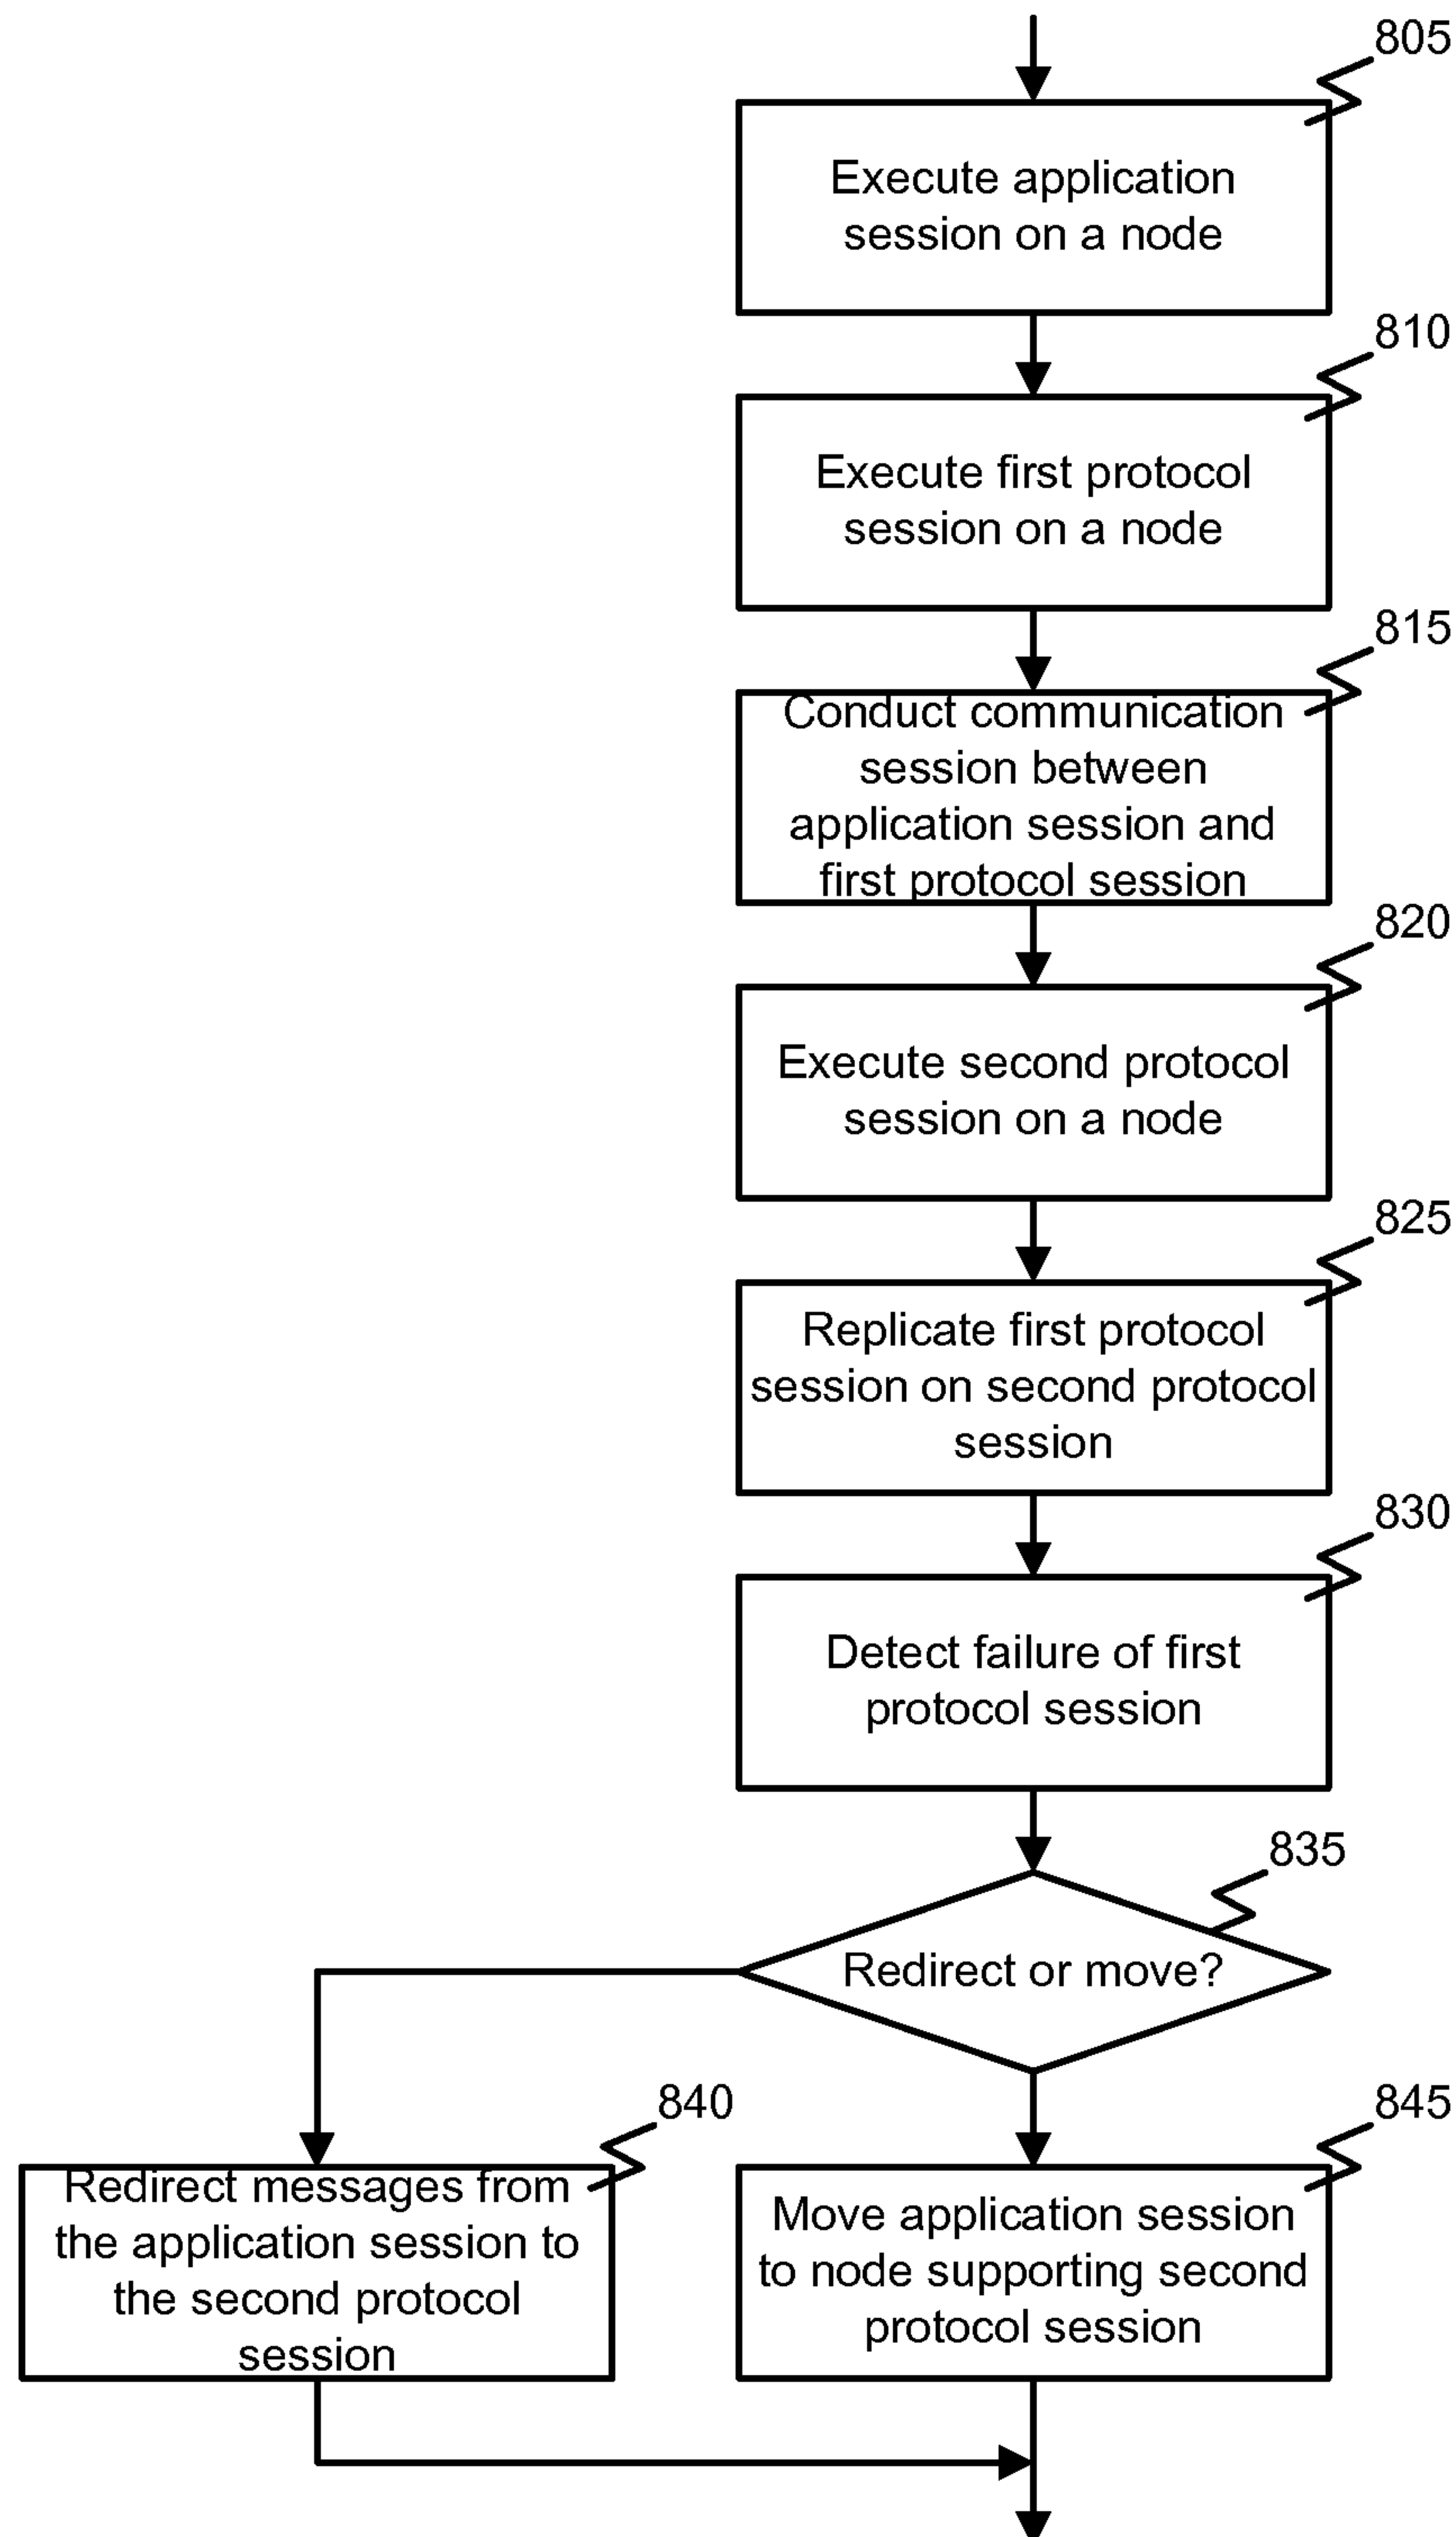 805
Execute application
session on a node
810
Execute first protocol
session on a node
815
Conduct communication
session between
application session and
first protocol session
820
Execute second protocol
session on a node
825
Replicate first protocol
session on second protocol
session
830
Detect failure of first
protocol session
835
Redirect or move?
840
Redirect messages from
the application session to
the second protocol
session
845
Move application session
to node supporting second
protocol session